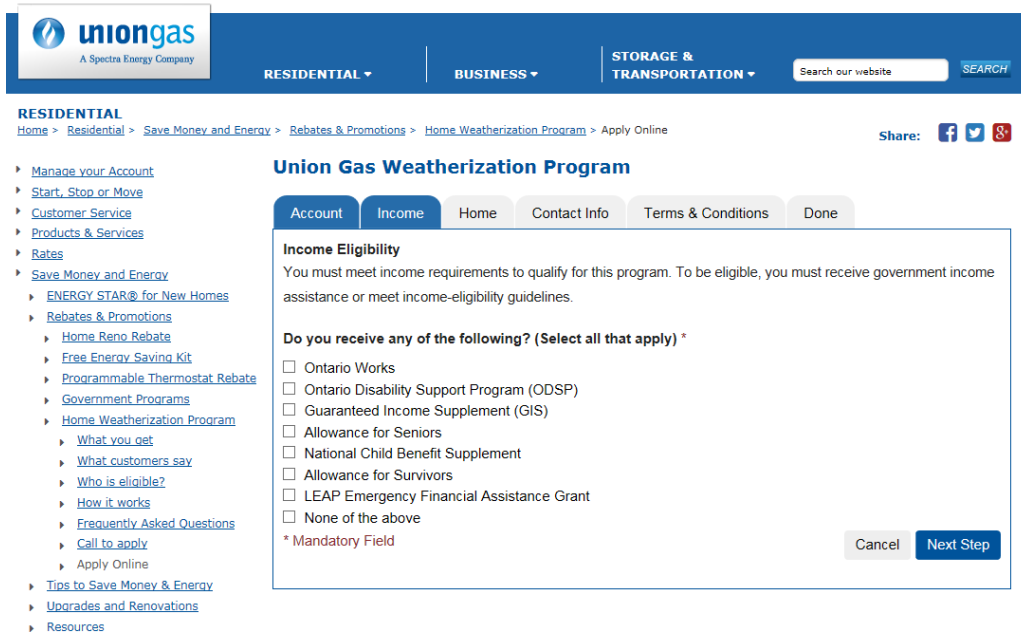 uniongas
A Spectra Energy Company
RESIDENTIAL
BUSINESS
STORAGE &
TRANSPORTATION
Search our website
SEARCH
RESIDENTIAL
Home > Residential > Save Money and Energy > Rebates & Promotions > Home Weatherization Program > Apply Online
Share:
Manage your Account
Start, Stop or Move
Customer Service
Products & Services
Rates
Save Money and Energy
ENERGY STAR® for New Homes
Rebates & Promotions
Home Reno Rebate
Free Energy Saving Kit
Programmable Thermostat Rebate
Government Programs
Home Weatherization Program
What you get
What customers say
Who is eligible?
How it works
Frequently Asked Questions
Call to apply
Apply Online
Tips to Save Money & Energy
Upgrades and Renovations
Resources
Union Gas Weatherization Program
Account Income Home Contact Info Terms & Conditions Done
Income Eligibility
You must meet income requirements to qualify for this program. To be eligible, you must receive government income
assistance or meet income-eligibility guidelines.
Do you receive any of the following? (Select all that apply) *
Ontario Works
Ontario Disability Support Program (ODSP)
Guaranteed Income Supplement (GIS)
Allowance for Seniors
National Child Benefit Supplement
Allowance for Survivors
LEAP Emergency Financial Assistance Grant
None of the above
* Mandatory Field
Cancel
Next Step